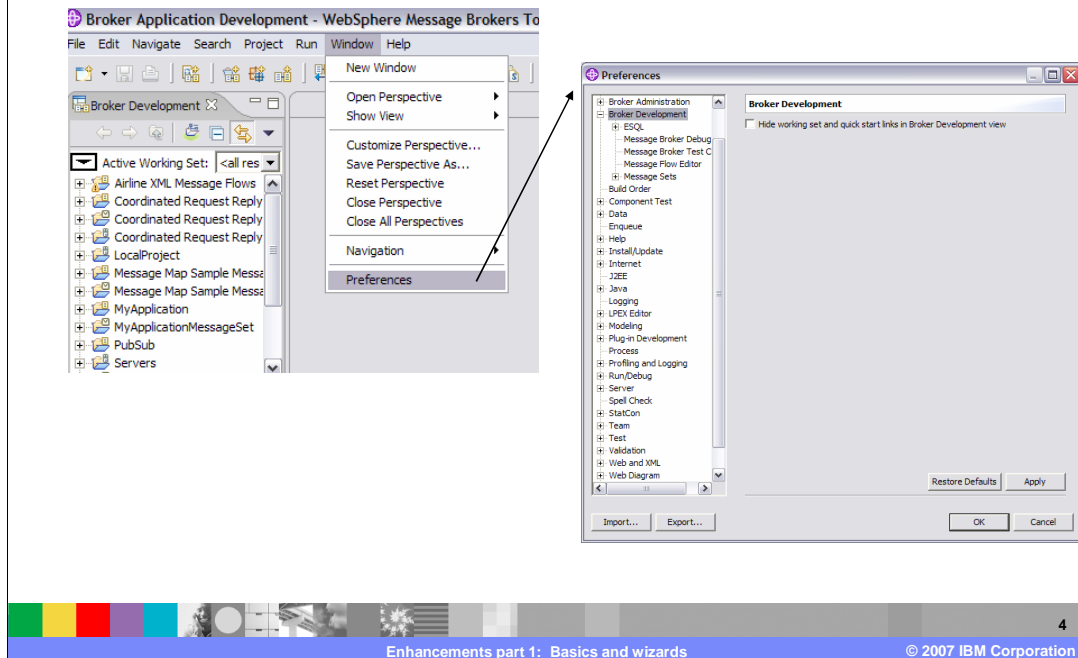 Broker Application Development - WebSphere Message Brokers To
File Edit Navigate Search Project Run Window Help
Broker Development
Active Working Set: <all res
Airline XML Message Flows
Coordinated Request Reply
Coordinated Request Reply
Coordinated Request Reply
LocalProject
Message Map Sample Messa
Message Map Sample Messa
MyApplication
MyApplicationMessageSet
PubSub
Servers
New Window
Open Perspective
Show View
Customize Perspective...
Save Perspective As...
Reset Perspective
Close Perspective
Close All Perspectives
Navigation
Preferences
Preferences
Broker Administration
Broker Development
ESQL
Message Broker Debug
Message Broker Test C
Message Flow Editor
Message Sets
Build Order
Component Test
Data
Enqueue
Help
Install/Update
Internet
J2EE
Java
Logging
LPEX Editor
Modeling
Plug-in Development
Process
Profiling and Logging
Run/Debug
Server
Spell Check
StatCon
Team
Test
Validation
Web and XML
Web Diagram
Broker Development
Hide working set and quick start links in Broker Development view
Restore Defaults Apply
Import... Export... OK Cancel
4
Enhancements part 1: Basics and wizards © 2007 IBM Corporation